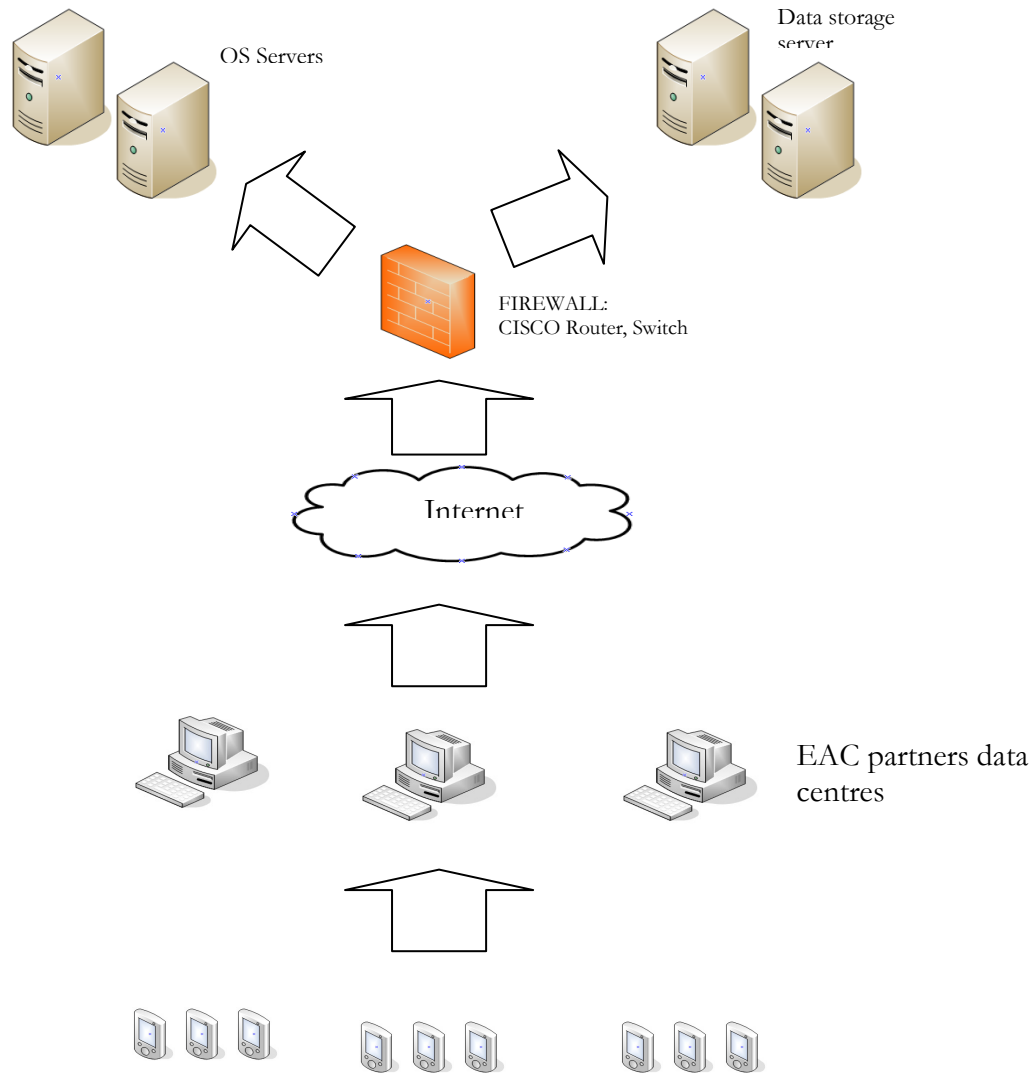 OS Servers
Data storage
server
FIREWALL:
CISCO Router, Switch
Internet
EAC partners data
centres